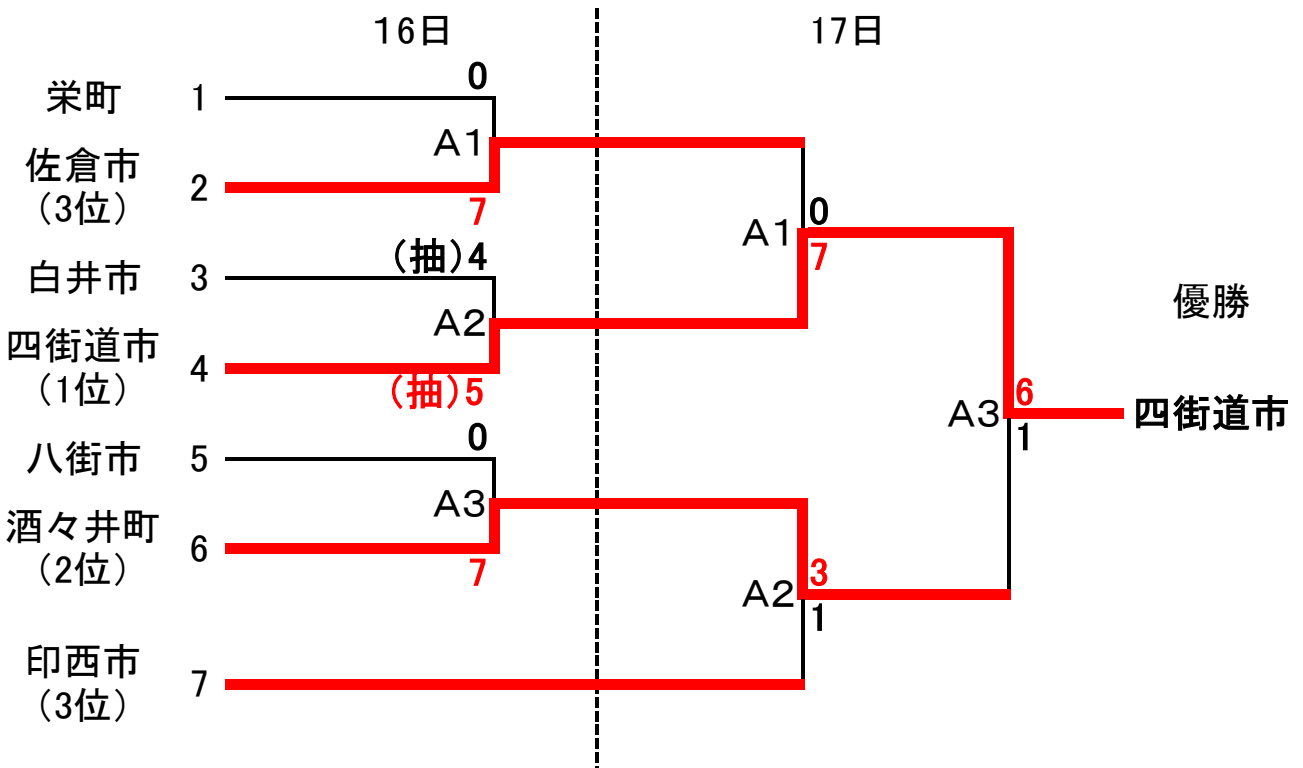 16日
17日
栄町 1
0
A1
佐倉市
(3位)
2
7
白井市 3
(抽)4
A2
四街道市
(1位)
4
(抽)5
八街市 5
0
A3
酒々井町
(2位)
6
7
印西市
(3位)
7
A1
0
7
A2
3
1
A3
6
1
優勝
四街道市